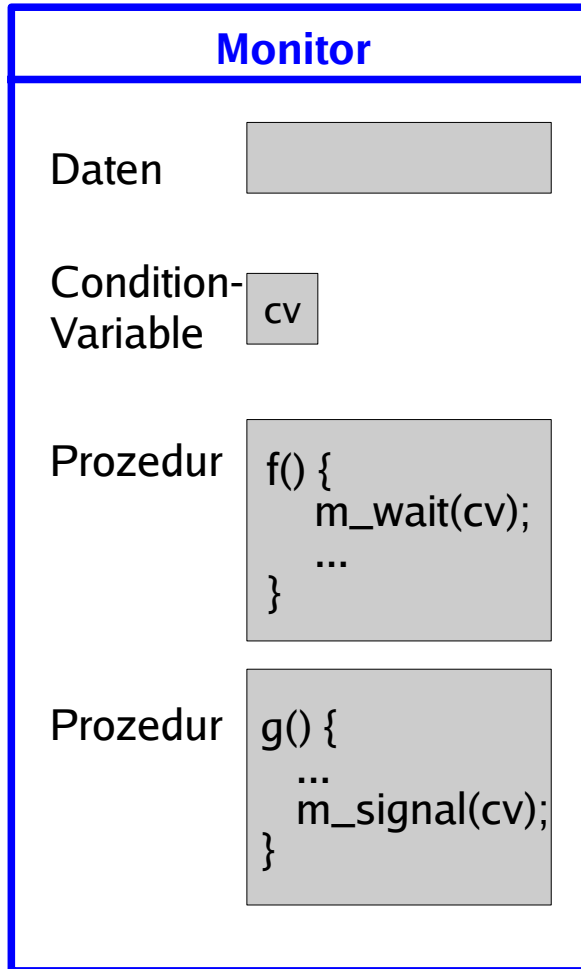 Monitor
Daten
Condition-
Variable
cv
Prozedur
f() {
m_wait(cv);
...
}
Prozedur
g() {
...
m_signal(cv);
}